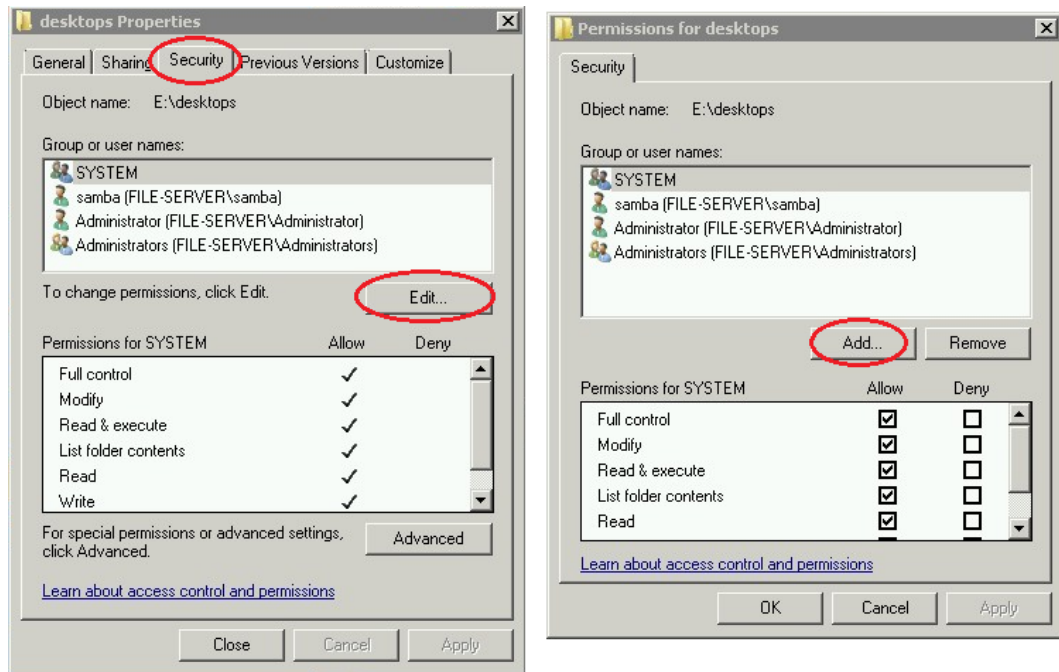 desktops Properties
General Sharing Security Previous Versions Customize
Object name: E:\desktops
Group or user names:
SYSTEM
samba (FILE-SERVER\samba)
Administrator (FILE-SERVER\Administrator)
Administrators (FILE-SERVER\Administrators)
To change permissions, click Edit.
Edit...
Permissions for SYSTEM Allow Deny
Full control
Modify
Read & execute
List folder contents
Read
Write
For special permissions or advanced settings,
click Advanced.
Advanced
Learn about access control and permissions
Close Cancel Apply
Permissions for desktops
Security
Object name: E:\desktops
Group or user names:
SYSTEM
samba (FILE-SERVER\samba)
Administrator (FILE-SERVER\Administrator)
Administrators (FILE-SERVER\Administrators)
Add... Remove
Permissions for SYSTEM Allow Deny
Full control
Modify
Read & execute
List folder contents
Read
Learn about access control and permissions
OK Cancel Apply